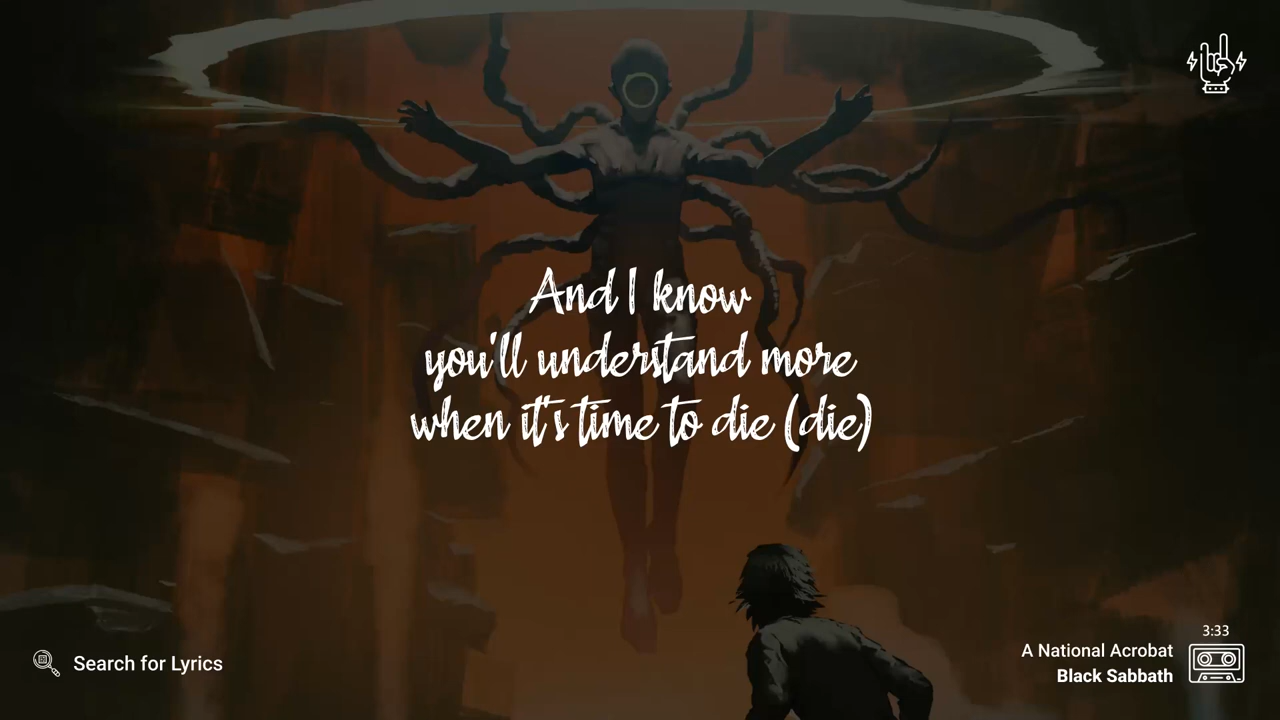 And I know
you'll understand more
when it's time to die (die)
3:33
A National Acrobat
Search for Lyrics
Black Sabbath